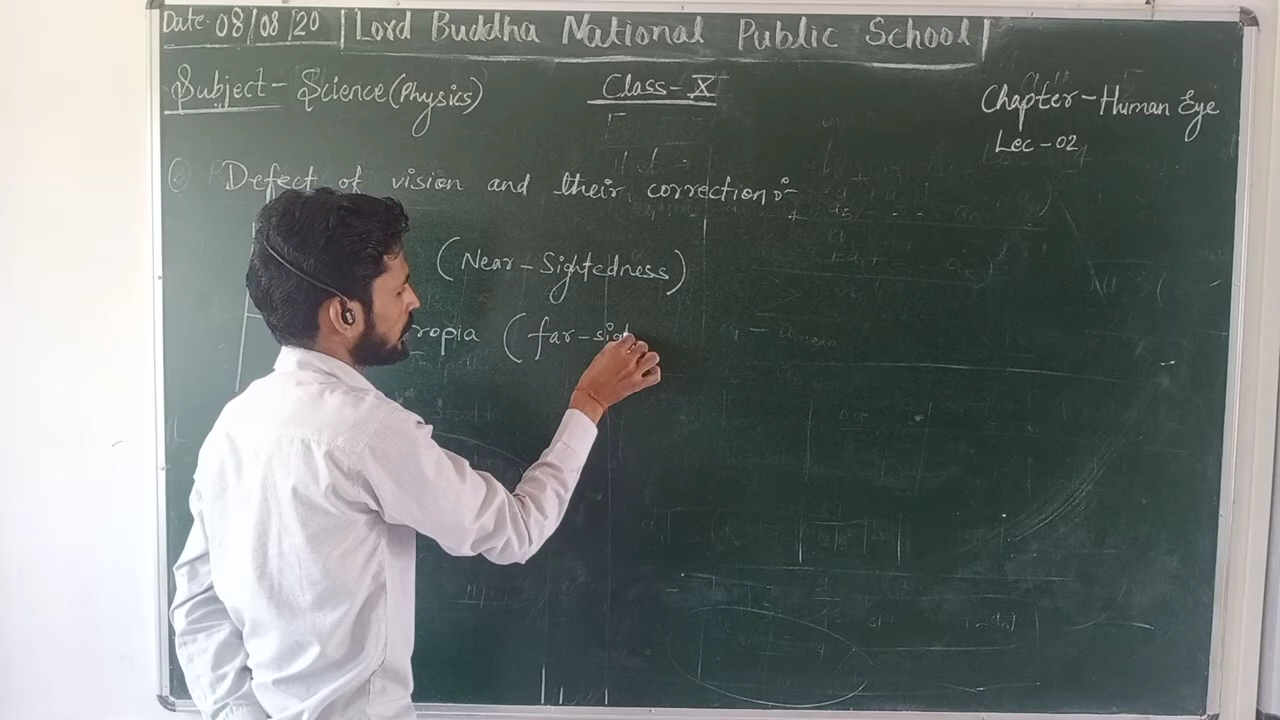 Date. 08/08/20 | Lord Buddha National Public School |
Subject - Science (Physics)
Class - X
Chapter - Human Eye
Lec - 02
Defect of vision and their correction :-
(Near - Sightedness)
ropia (far - sig